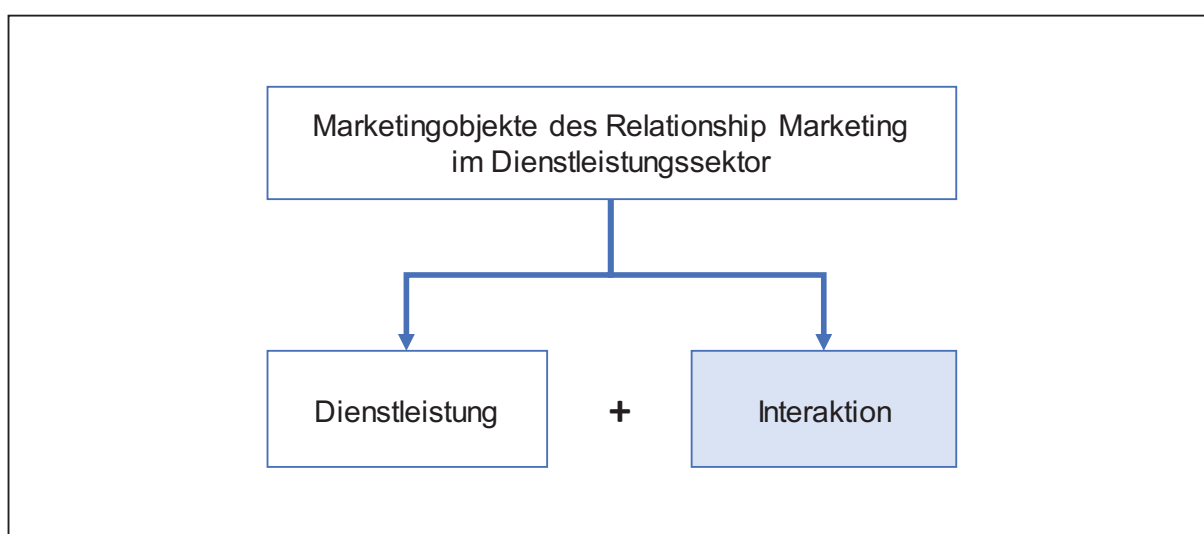 Marketingobjekte des Relationship Marketing
im Dienstleistungssektor
Dienstleistung + Interaktion